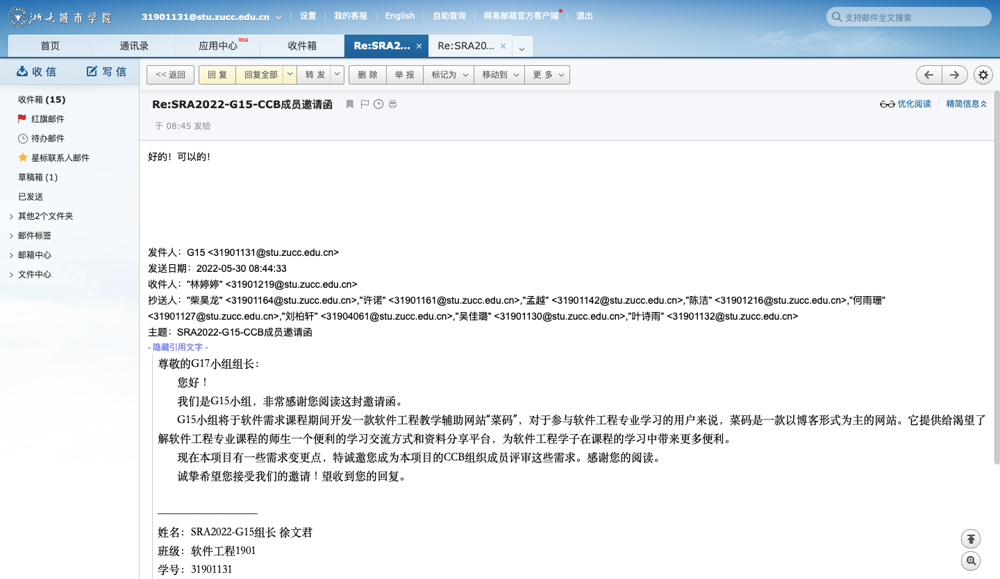 浙大城市学院
31901131@stu.zucc.edu.cn | 设置 | 我的客服 | English | 自助查询 | 网易邮箱官方客户端 | 退出
支持邮件全文搜索
首页 通讯录 应用中心 NEW 收件箱 Re:SRA2... × Re:SRA20... ×
收信 写信
<< 返回 回复 回复全部 转发 删除 举报 标记为 移动到 更多
收件箱 (15)
红旗邮件
待办邮件
星标联系人邮件
草稿箱 (1)
已发送
其他2个文件夹
邮件标签
邮箱中心
文件中心
Re:SRA2022-G15-CCB成员邀请函
优化阅读 | 精简信息
于 08:45 发给
好的！可以的！
发件人：G15 <31901131@stu.zucc.edu.cn>
发送日期：2022-05-30 08:44:33
收件人："林婷婷" <31901219@stu.zucc.edu.cn>
抄送人："柴昊龙" <31901164@stu.zucc.edu.cn>,"许诺" <31901161@stu.zucc.edu.cn>,"孟越" <31901142@stu.zucc.edu.cn>,"陈洁" <31901216@stu.zucc.edu.cn>,"何雨珊"
<31901127@stu.zucc.edu.cn>,"刘柏轩" <31904061@stu.zucc.edu.cn>,"吴佳璐" <31901130@stu.zucc.edu.cn>,"叶诗雨" <31901132@stu.zucc.edu.cn>
主题：SRA2022-G15-CCB成员邀请函
- 隐藏引用文字 -
尊敬的G17小组组长：
您好！
我们是G15小组，非常感谢您阅读这封邀请函。
G15小组将于软件需求课程期间开发一款软件工程教学辅助网站“菜码”，对于参与软件工程专业学习的用户来说，菜码是一款以博客形式为主的网站。它提供给渴望了
解软件工程专业课程的师生一个便利的学习交流方式和资料分享平台，为软件工程学子在课程的学习中带来更多便利。
现在本项目有一些需求变更点，特诚邀您成为本项目的CCB组织成员评审这些需求。感谢您的阅读。
诚挚希望您接受我们的邀请！望收到您的回复。
——————————
姓名：SRA2022-G15组长 徐文君
班级：软件工程1901
学号：31901131